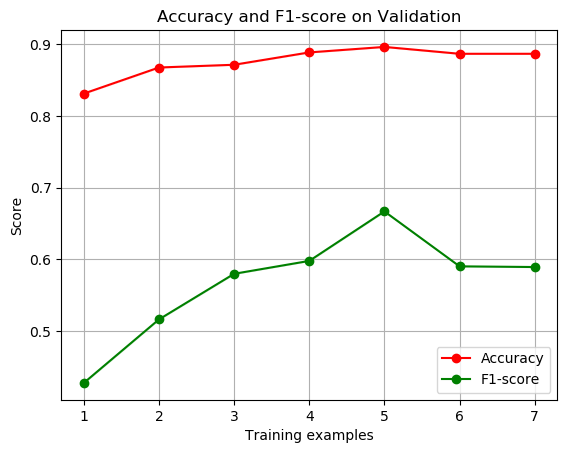 Accuracy and F1-score on Validation
0.9
0.8
0.7
0.6
0.5
Score
1 2 3 4 5 6 7
Training examples
Accuracy
F1-score